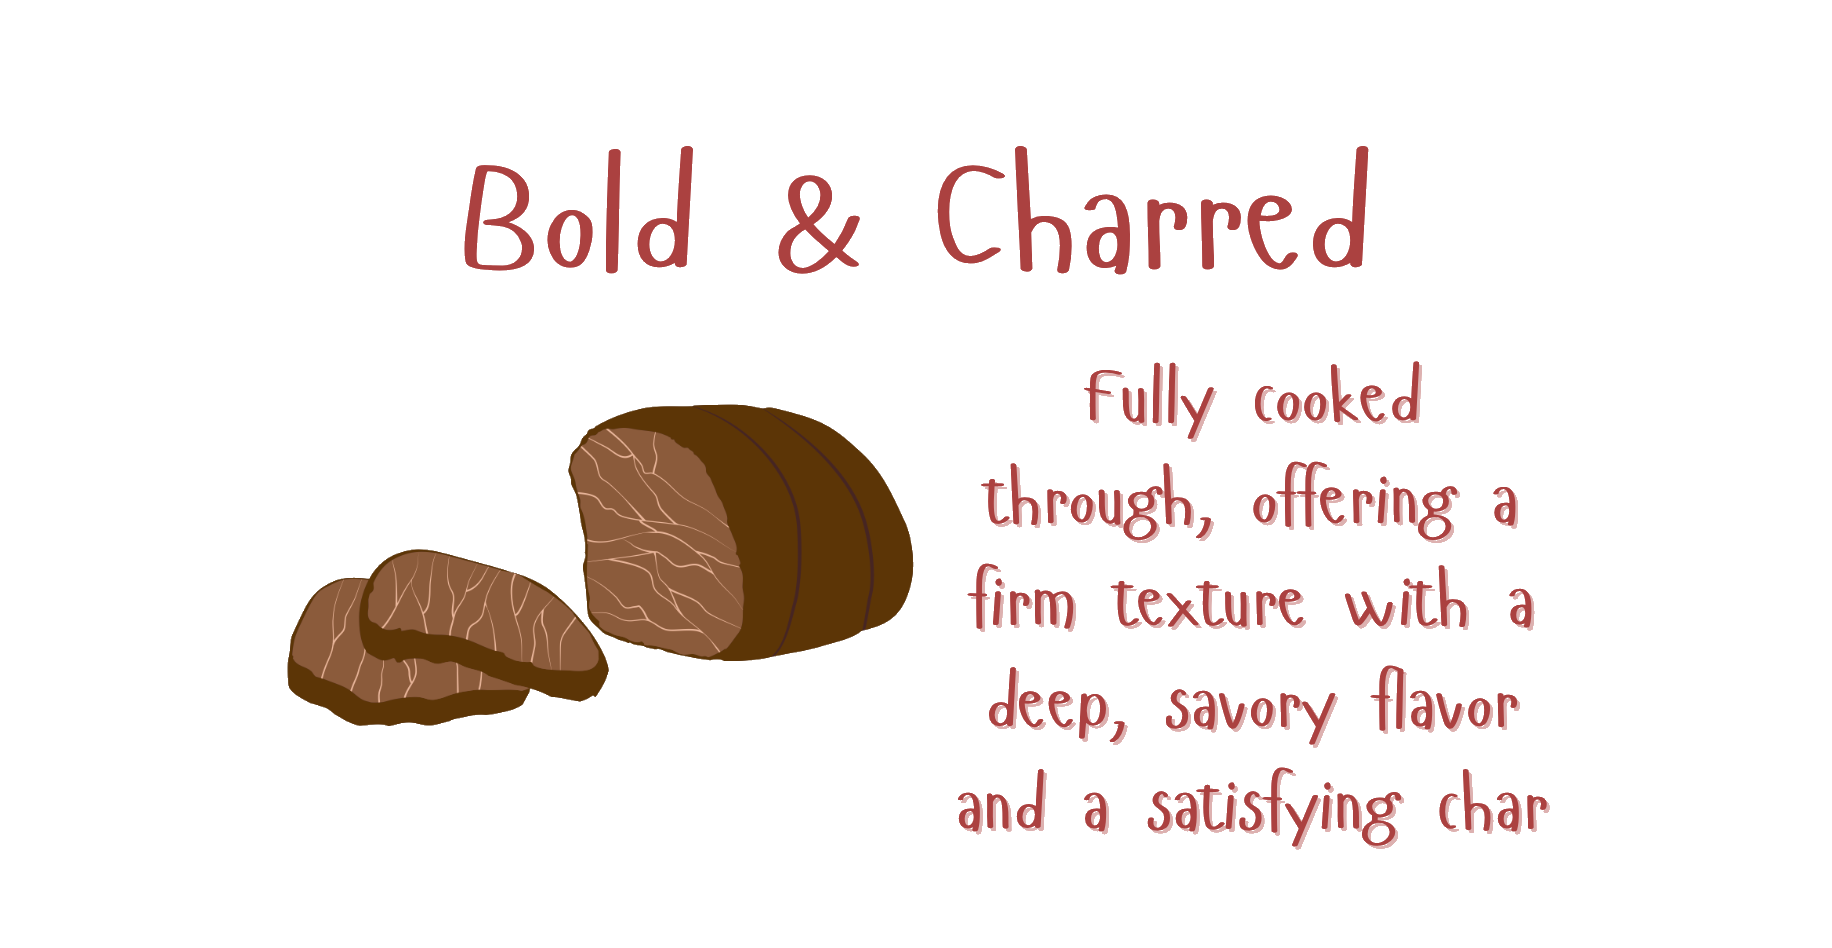 Bold & Charred
Fully cooked
through, offering a
firm texture with a
deep, savory flavor
and a satisfying char